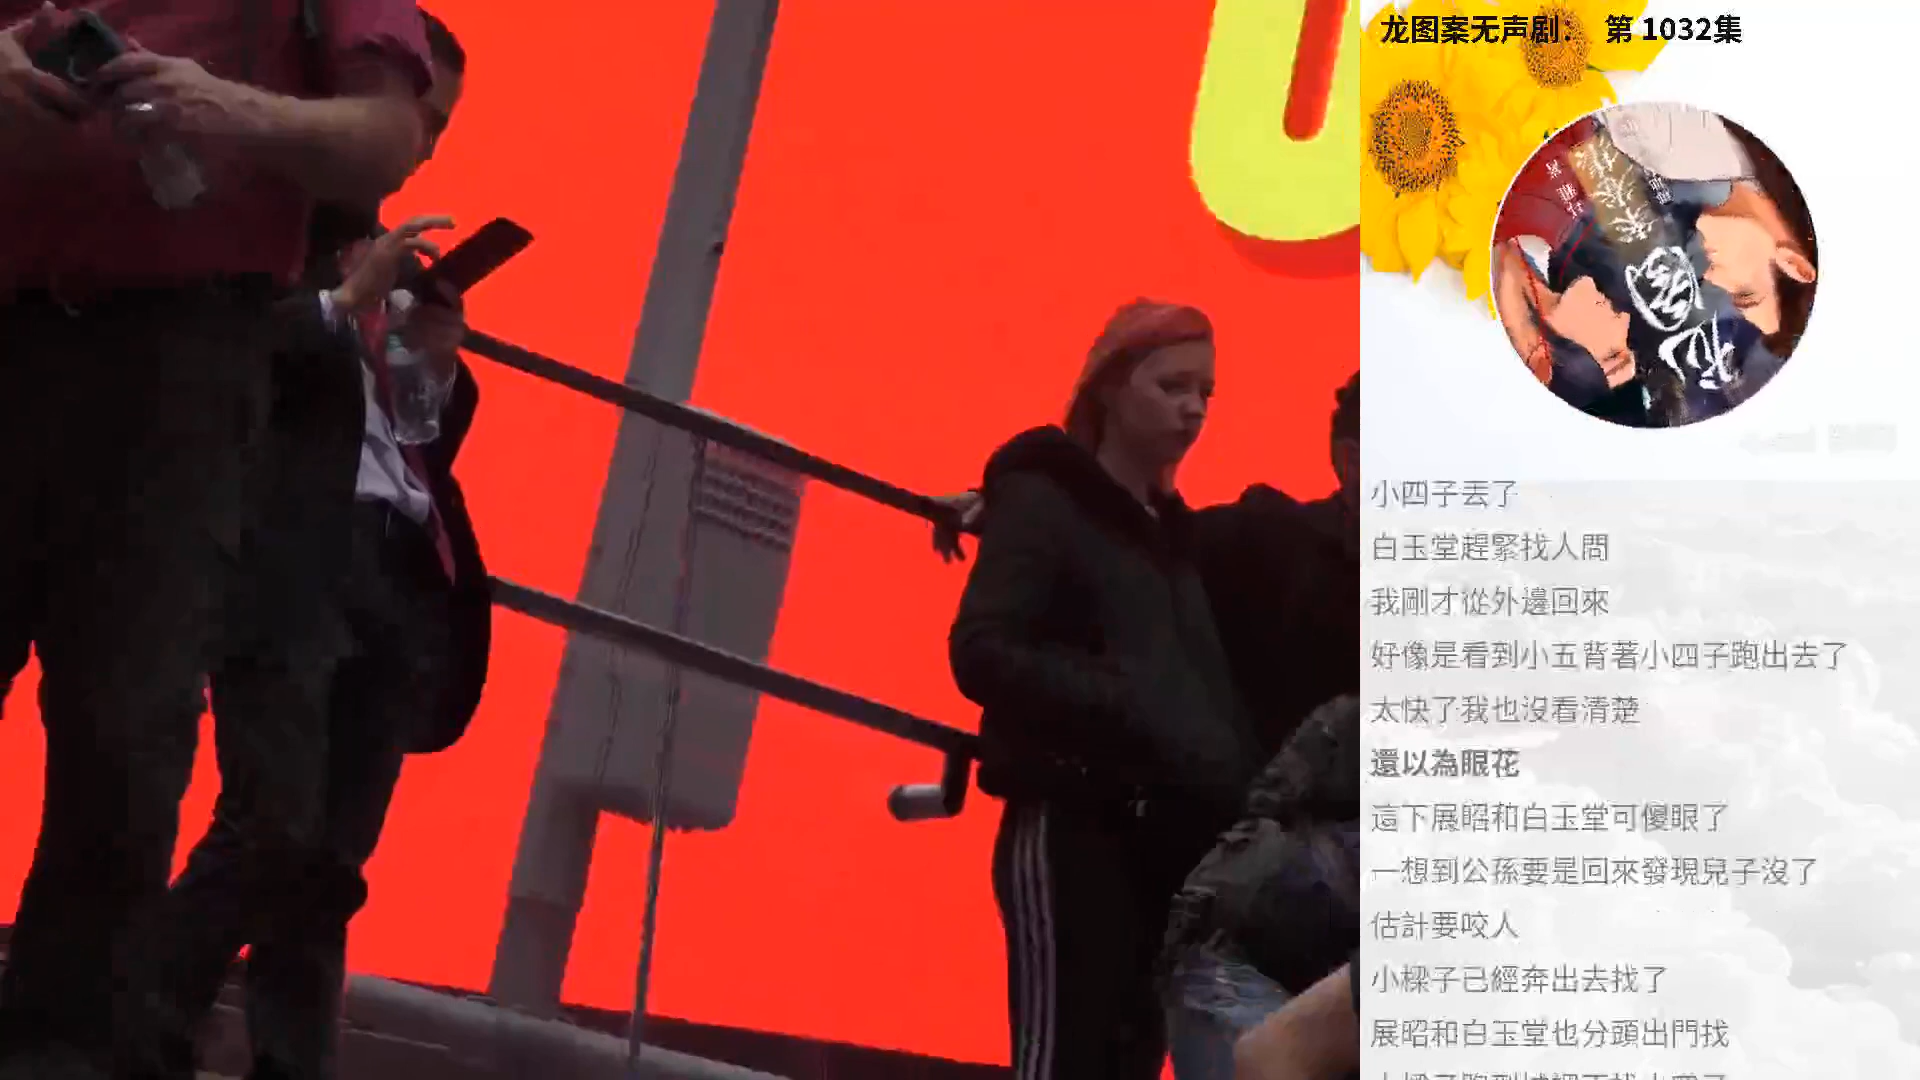 龙图案无声剧： 第 1032集
龙图案
小四子丟了
白玉堂趕緊找人問
我剛才從外邊回來
好像是看到小五背著小四子跑出去了
太快了我也沒看清楚
還以為眼花
這下展昭和白玉堂可傻眼了
一想到公孫要是回來發現兒子沒了
估計要咬人
小樑子已經奔出去找了
展昭和白玉堂也分頭出門找